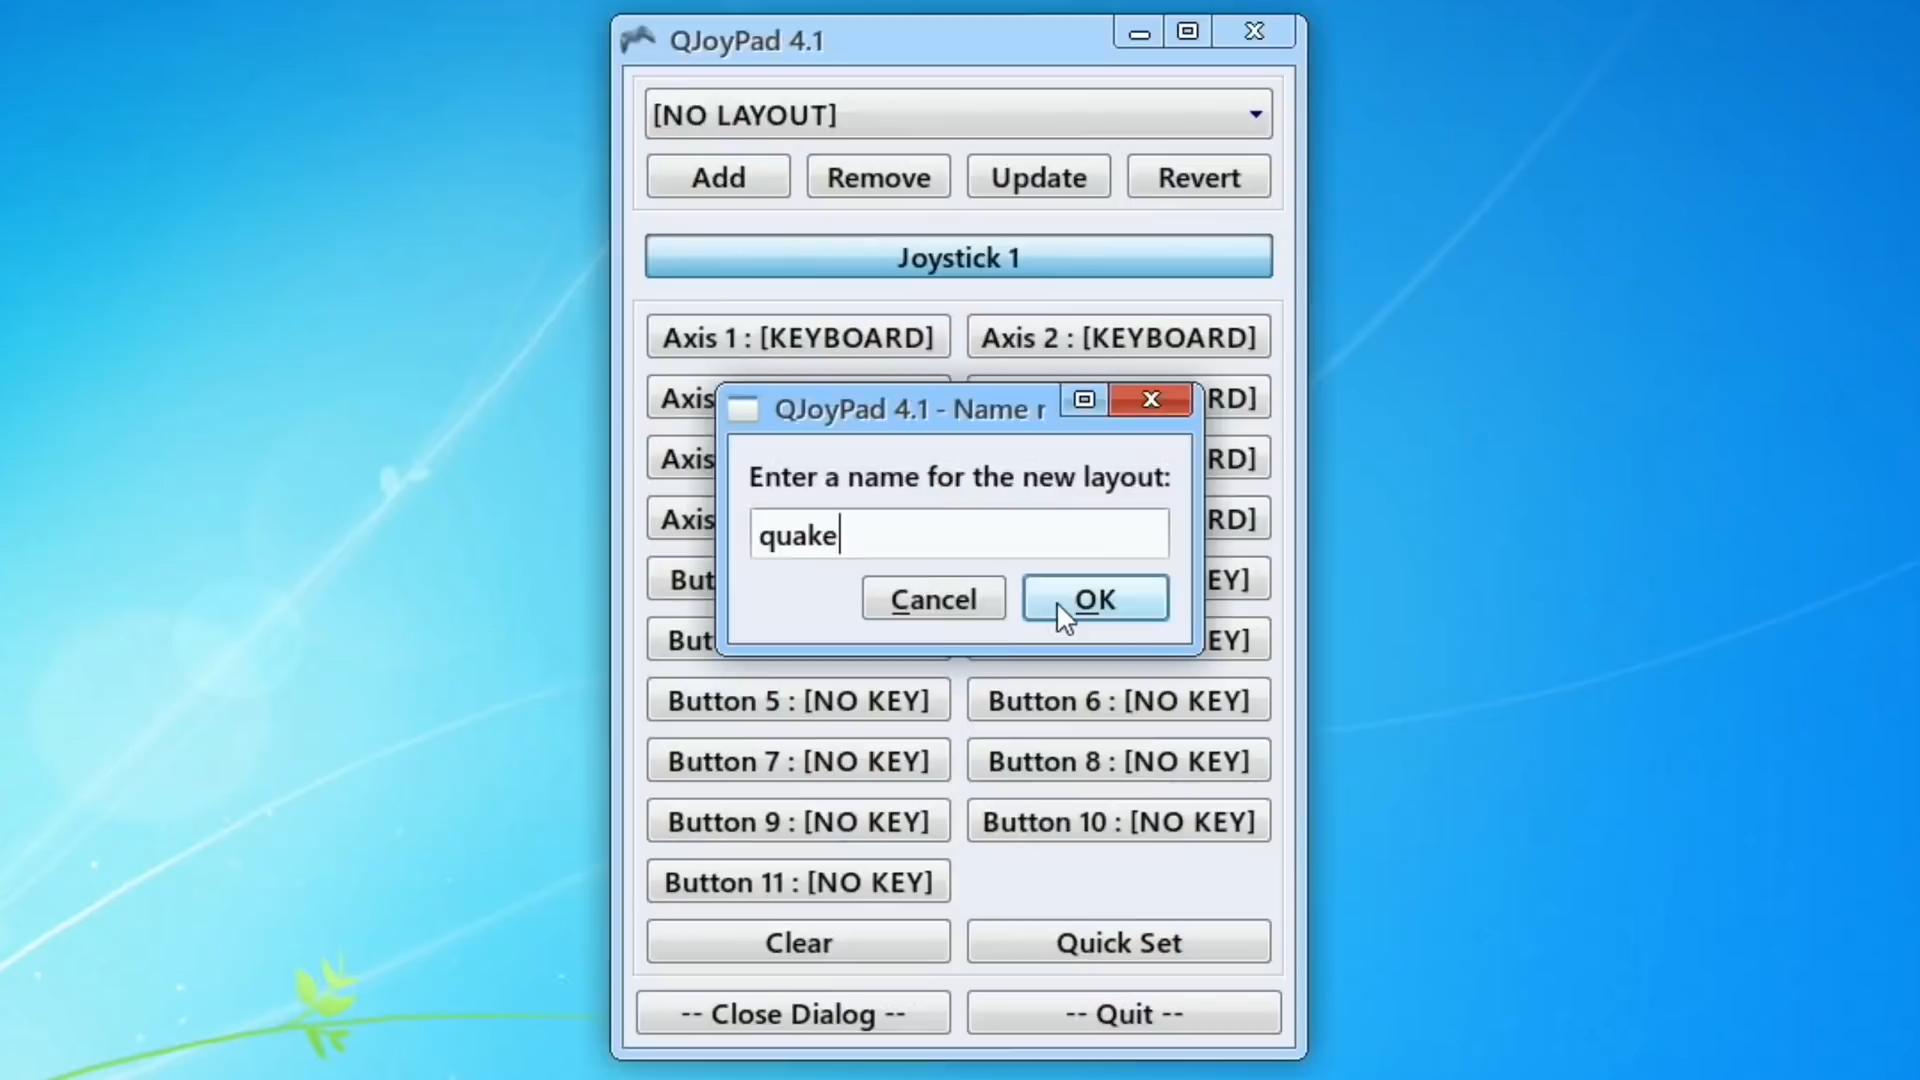 QJoyPad 4.1
[NO LAYOUT]
Add Remove Update Revert
Joystick 1
Axis 1 : [KEYBOARD] Axis 2 : [KEYBOARD]
Axis RD]
QJoyPad 4.1 - Name r
Axis RD]
Enter a name for the new layout:
Axis RD]
quake
But EY]
Cancel OK
But EY]
Button 5 : [NO KEY] Button 6 : [NO KEY]
Button 7 : [NO KEY] Button 8 : [NO KEY]
Button 9 : [NO KEY] Button 10 : [NO KEY]
Button 11 : [NO KEY]
Clear Quick Set
-- Close Dialog -- -- Quit --